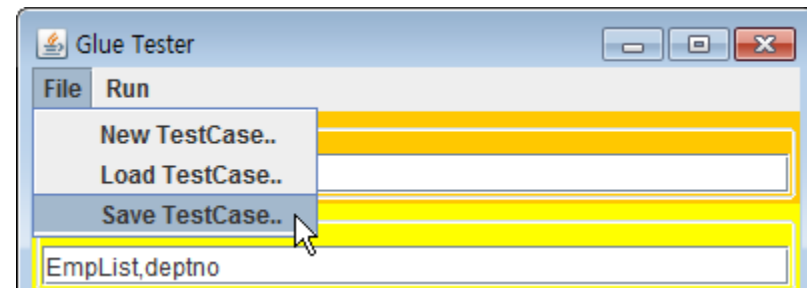 Glue Tester
File Run
New TestCase..
Load TestCase..
Save TestCase..
EmpList,deptno